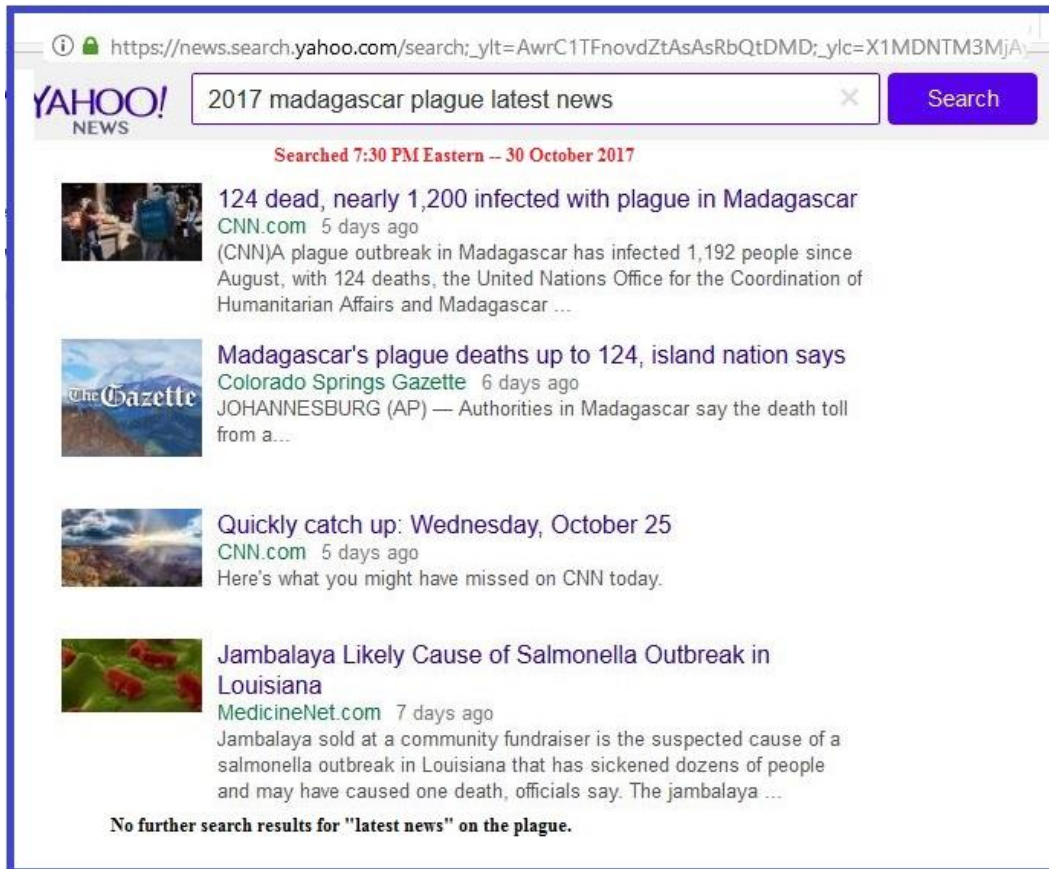 https://news.search.yahoo.com/search;_ylt=AwrC1TFnovdZtAsAsRbQtDMD;_ylc=X1MDNTM3MjAy
YAHOO!
NEWS
2017 madagascar plague latest news
Search
Searched 7:30 PM Eastern -- 30 October 2017
124 dead, nearly 1,200 infected with plague in Madagascar
CNN.com 5 days ago
(CNN)A plague outbreak in Madagascar has infected 1,192 people since
August, with 124 deaths, the United Nations Office for the Coordination of
Humanitarian Affairs and Madagascar ...
Madagascar's plague deaths up to 124, island nation says
The Gazette
Colorado Springs Gazette 6 days ago
JOHANNESBURG (AP) — Authorities in Madagascar say the death toll
from a...
Quickly catch up: Wednesday, October 25
CNN.com 5 days ago
Here's what you might have missed on CNN today.
Jambalaya Likely Cause of Salmonella Outbreak in
Louisiana
MedicineNet.com 7 days ago
Jambalaya sold at a community fundraiser is the suspected cause of a
salmonella outbreak in Louisiana that has sickened dozens of people
and may have caused one death, officials say. The jambalaya ...
No further search results for "latest news" on the plague.